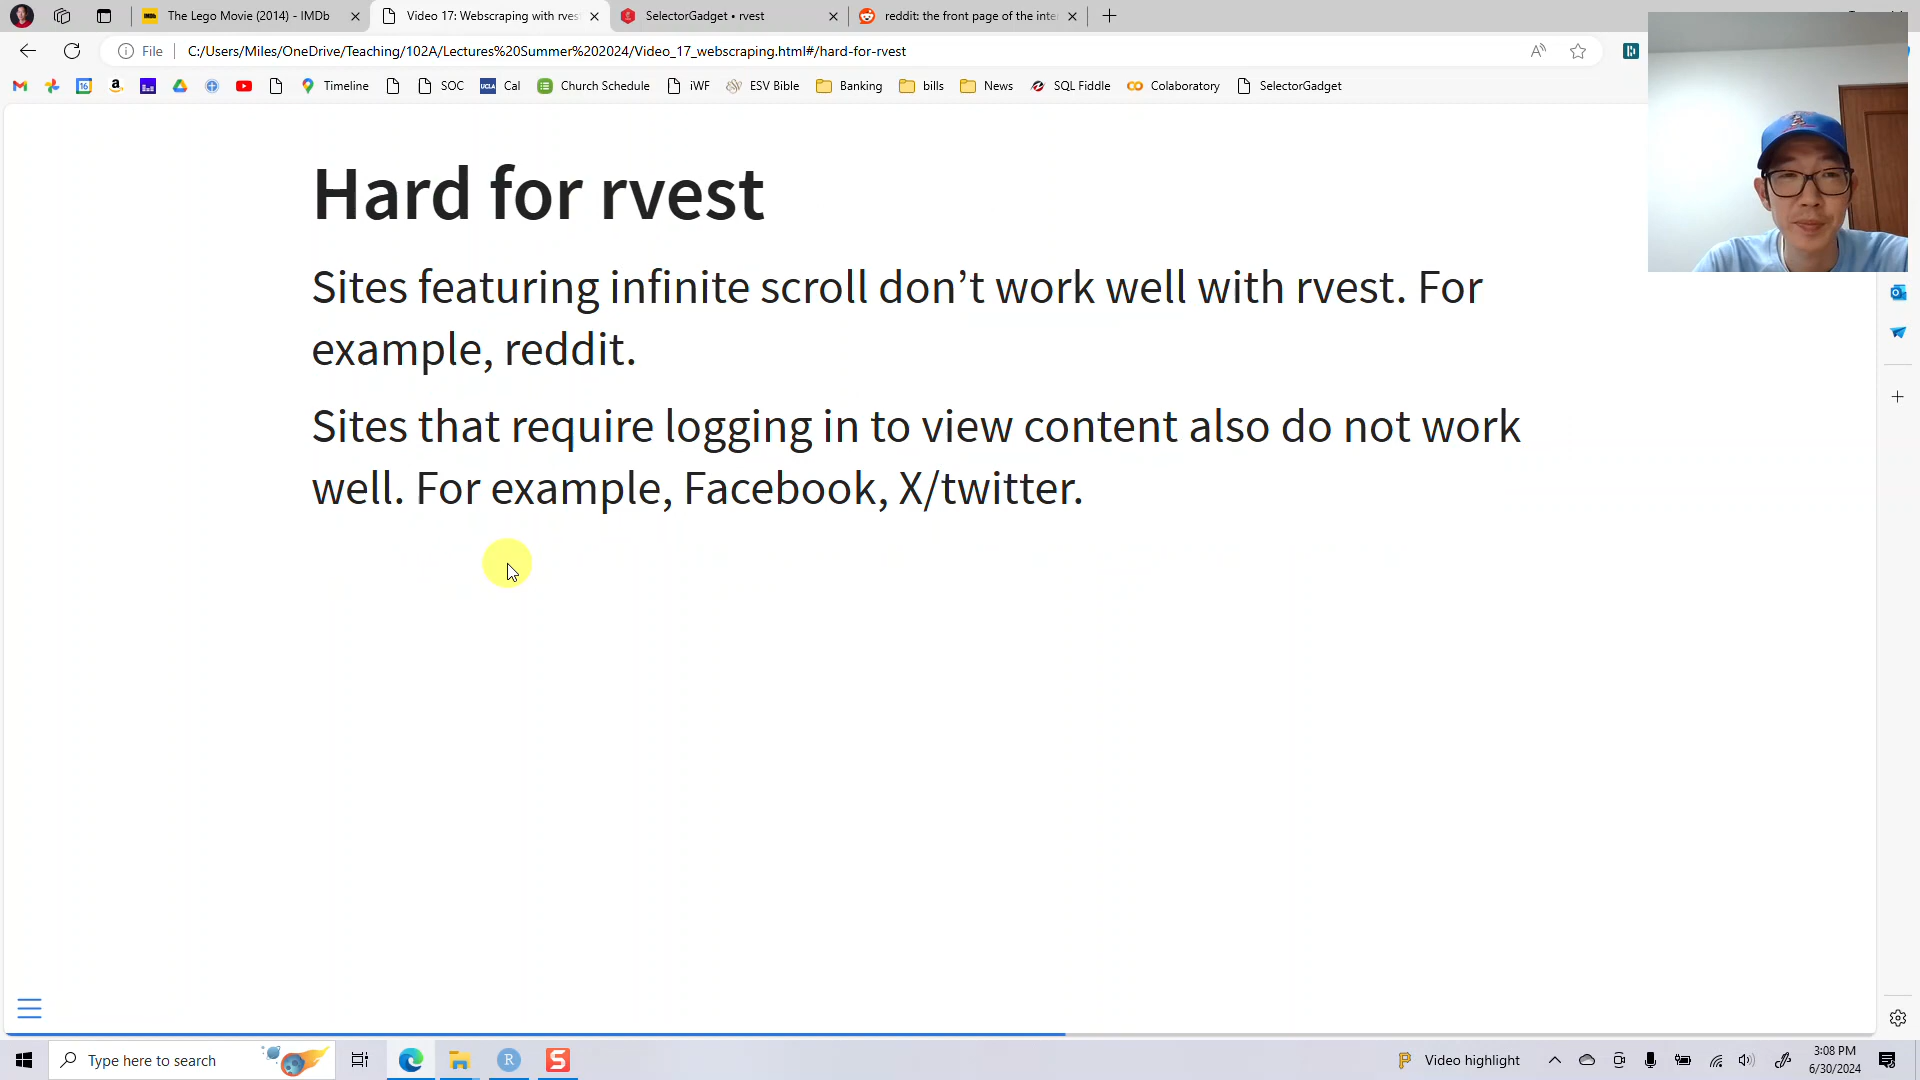 The Lego Movie (2014) - IMDb
Video 17: Webscraping with rves
SelectorGadget • rvest
reddit: the front page of the inte
File
C:/Users/Miles/OneDrive/Teaching/102A/Lectures%20Summer%202024/Video_17_webscraping.html#/hard-for-rvest
Timeline
SOC
UCLA
Cal
Church Schedule
iWF
ESV Bible
Banking
bills
News
SQL Fiddle
Colaboratory
SelectorGadget
Hard for rvest
Sites featuring infinite scroll don’t work well with rvest. For
example, reddit.
Sites that require logging in to view content also do not work
well. For example, Facebook, X/twitter.
Type here to search
Video highlight
3:08 PM
6/30/2024